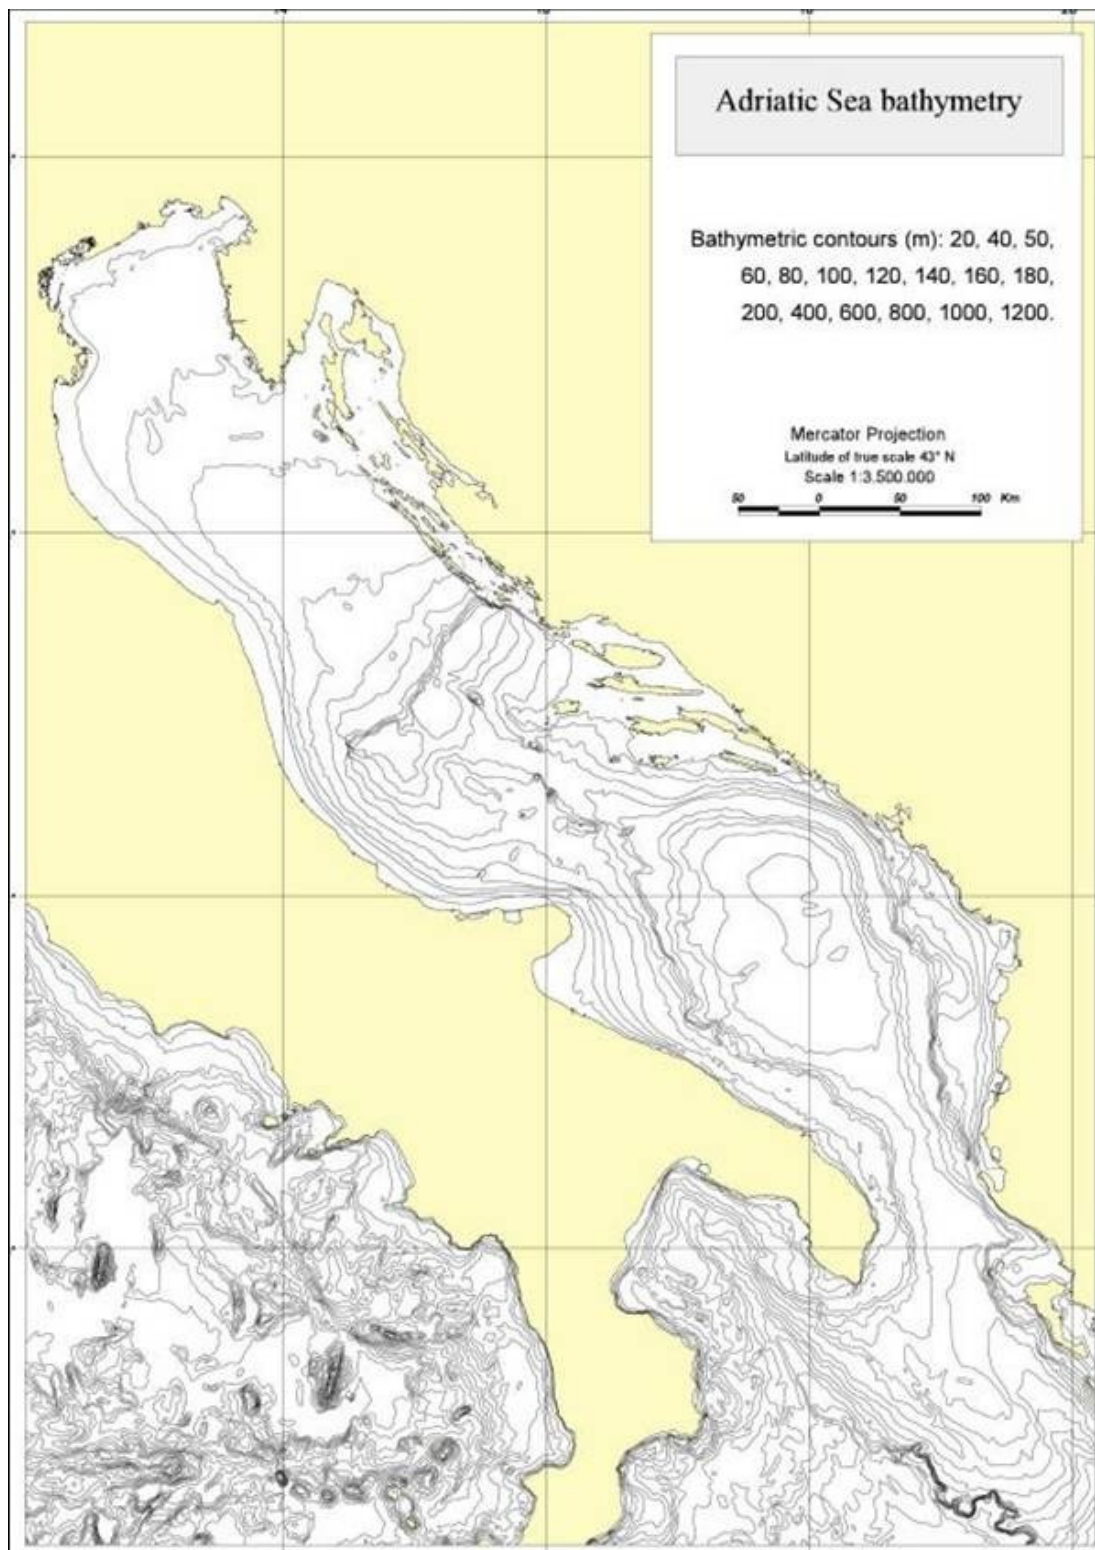 14
Adriatic Sea bathymetry
Bathymetric contours (m): 20, 40, 50,
60, 80, 100, 120, 140, 160, 180,
200, 400, 600, 800, 1000, 1200.
Mercator Projection
Latitude of true scale 43° N
Scale 1:3.500.000
50 0 50 100 Km